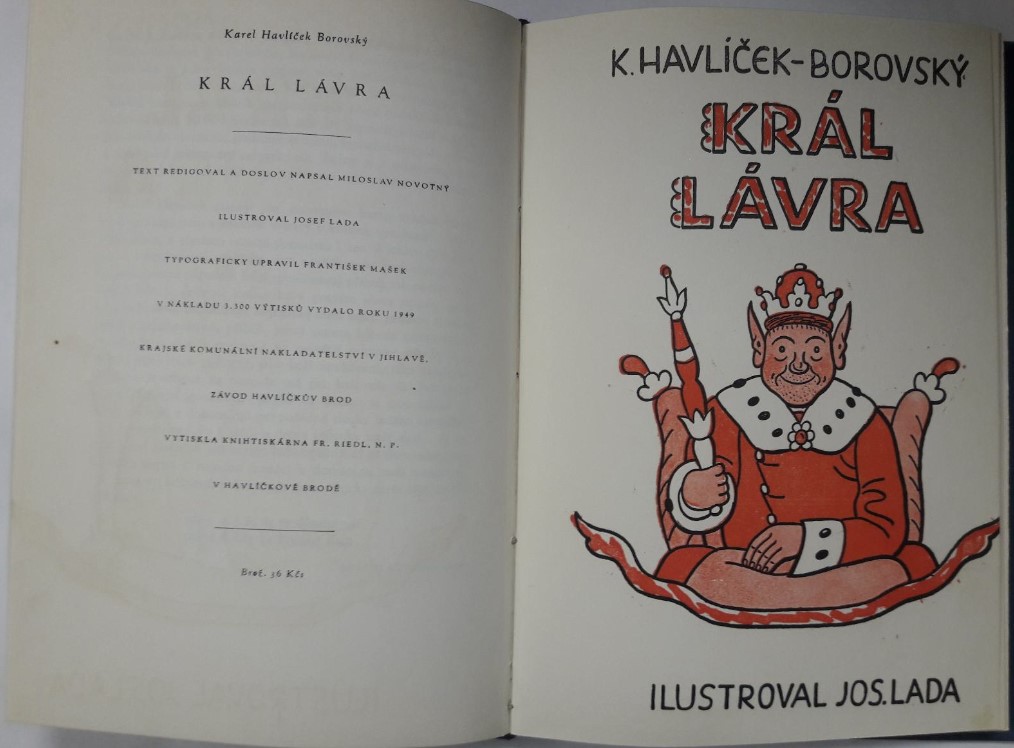 Karel Havlíček Borovský
KRÁL LÁVRA
TEXT REDIGOVAL A DOSLOV NAPSAL MILOSLAV NOVOTNÝ
ILUSTROVAL JOSEF LADA
TYPOGRAFICKY UPRAVIL FRANTIŠEK MAŠEK
V NÁKLADU 3.300 VÝTISKŮ VYDALO ROKU 1949
KRAJSKÉ KOMUNÁLNÍ NAKLADATELSTVÍ V JIHLAVĚ,
ZÁVOD HAVLÍČKŮV BROD
VYTISKLA KNIHTISKÁRNA FR. RIEDL, N. P.
V HAVLÍČKOVĚ BRODĚ
Brož. 36 Kčs
K. HAVLÍČEK-BOROVSKÝ
KRÁL
LÁVRA
ILUSTROVAL JOS. LADA